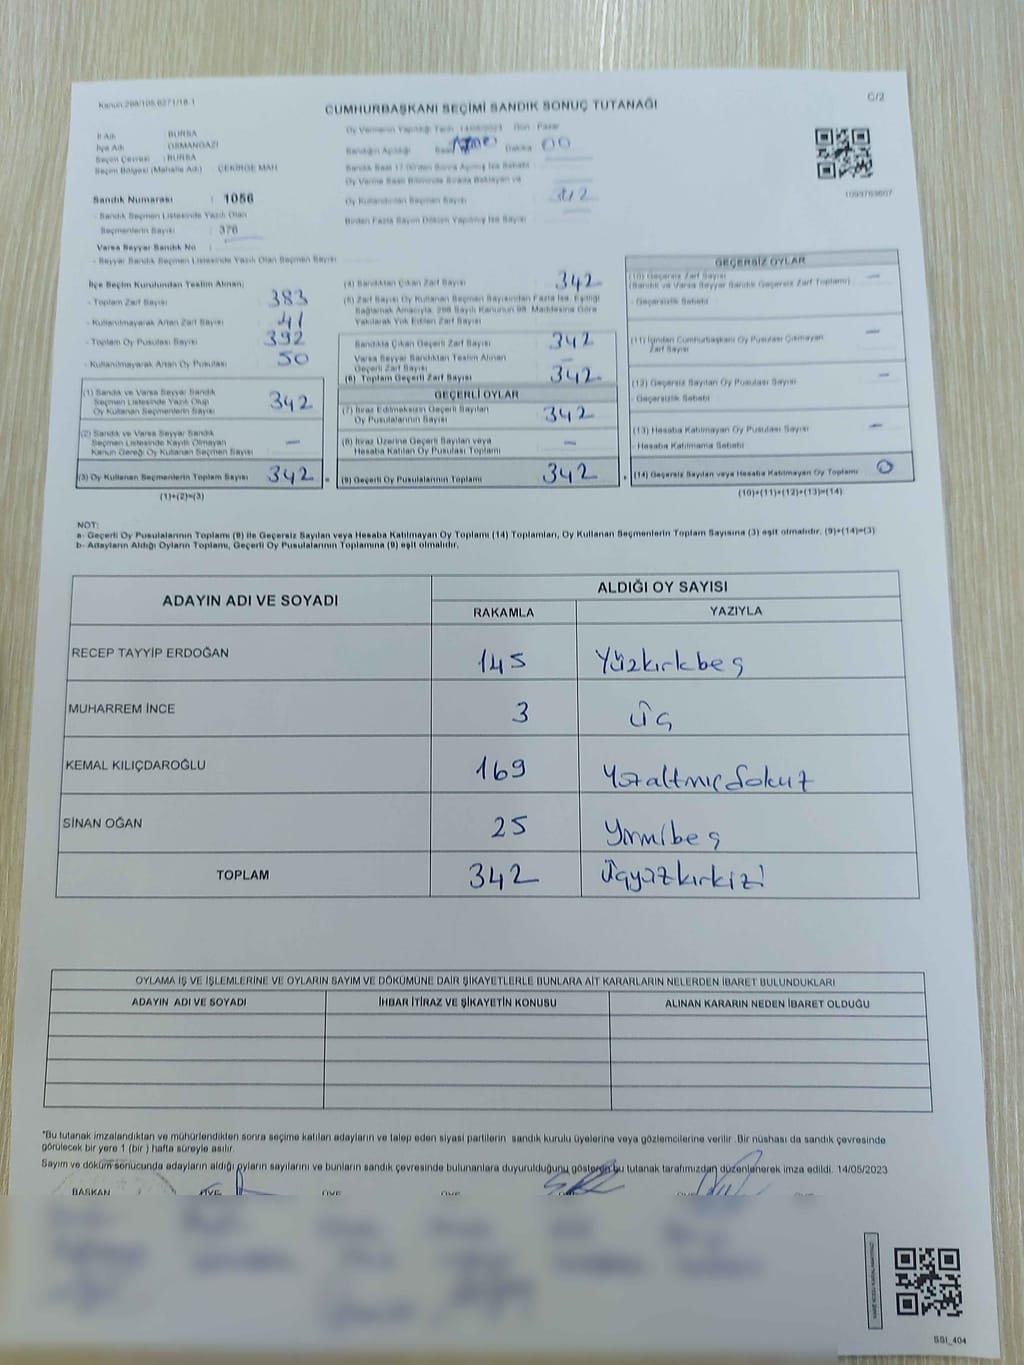 Kanun:298/105,6271/18-1
C/2
CUMHURBAŞKANI SEÇİMİ SANDIK SONUÇ TUTANAĞI
İl Adı : BURSA
İlçe Adı : OSMANGAZİ
Seçim Çevresi : BURSA
Seçim Bölgesi (Mahalle Adı) ÇEKİRGE MAH
Sandık Numarası : 1056
- Sandık Seçmen Listesinde Yazılı Olan
Seçmenlerin Sayısı : 376
Varsa Seyyar Sandık No :
- Seyyar Sandık Seçmen Listesinde Yazılı Olan Seçmen Sayısı
Oy Vermenin Yapıldığı Tarih :14/05/2023 Gün : Pazar
Sandığın Açıldığı Saat Dakika 00
Sandık Saat 17:00'den Sonra Açılmış İse Sebebi
Oy Verme Saati Bitiminde Sırada Bekleyen ve
Oy Kullandırılan Seçmen Sayısı 312
Birden Fazla Sayım Döküm Yapılmış İse Sayısı
1093763607
İlçe Seçim Kurulundan Teslim Alınan;
- Toplam Zarf Sayısı 383
- Kullanılmayarak Artan Zarf Sayısı 41
- Toplam Oy Pusulası Sayısı 392
- Kullanılmayarak Artan Oy Pusulası 50
(1) Sandık ve Varsa Seyyar Sandık
Seçmen Listesinde Yazılı Olup
Oy Kullanan Seçmenlerin Sayısı 342
(2) Sandık ve Varsa Seyyar Sandık
Seçmen Listesinde Kayıtlı Olmayan
Kanun Gereği Oy Kullanan Seçmen Sayısı : —
(3) Oy Kullanan Seçmenlerin Toplam Sayısı 342
(1)+(2)=(3)
(4) Sandıktan Çıkan Zarf Sayısı 342
(5) Zarf Sayısı Oy Kullanan Seçmen Sayısından Fazla İse, Eşitliği
Sağlamak Amacıyla, 298 Sayılı Kanunun 98. Maddesine Göre
Yakılarak Yok Edilen Zarf Sayısı
Sandıkta Çıkan Geçerli Zarf Sayısı 342
Varsa Seyyar Sandıktan Teslim Alınan
Geçerli Zarf Sayısı —
(6) Toplam Geçerli Zarf Sayısı 342
GEÇERLİ OYLAR
(7) İtiraz Edilmeksizin Geçerli Sayılan
Oy Pusulalarının Sayısı 342
(8) İtiraz Üzerine Geçerli Sayılan veya
Hesaba Katılan Oy Pusulası Toplamı —
(9) Geçerli Oy Pusulalarının Toplamı 342
GEÇERSİZ OYLAR
(10) Geçersiz Zarf Sayısı —
(Sandık ve Varsa Seyyar Sandık Geçersiz Zarf Toplamı)
- Geçersizlik Sebebi
(11) İçinden Cumhurbaşkanı Oy Pusulası Çıkmayan —
Zarf Sayısı
(12) Geçersiz Sayılan Oy Pusulası Sayısı —
- Geçersizlik Sebebi
(13) Hesaba Katılmayan Oy Pusulası Sayısı —
- Hesaba Katılmama Sebebi
(14) Geçersiz Sayılan veya Hesaba Katılmayan Oy Toplamı 0
(10)+(11)+(12)+(13)=(14)
NOT:
a- Geçerli Oy Pusulalarının Toplamı (9) ile Geçersiz Sayılan veya Hesaba Katılmayan Oy Toplamı (14) Toplamları, Oy Kullanan Seçmenlerin Toplam Sayısına (3) eşit olmalıdır. (9)+(14)=(3)
b- Adayların Aldığı Oyların Toplamı, Geçerli Oy Pusulalarının Toplamına (9) eşit olmalıdır.
ADAYIN ADI VE SOYADI
ALDIĞI OY SAYISI
RAKAMLA YAZIYLA
RECEP TAYYİP ERDOĞAN 145 Yüzkırkbeş
MUHARREM İNCE 3 üç
KEMAL KILIÇDAROĞLU 169 Yüzaltmışdokuz
SİNAN OĞAN 25 Yirmibeş
TOPLAM 342 Üçyüzkırkizi
OYLAMA İŞ VE İŞLEMLERİNE VE OYLARIN SAYIM VE DÖKÜMÜNE DAİR ŞİKAYETLERLE BUNLARA AİT KARARLARIN NELERDEN İBARET BULUNDUKLARI
ADAYIN ADI VE SOYADI İHBAR İTİRAZ VE ŞİKAYETİN KONUSU ALINAN KARARIN NEDEN İBARET OLDUĞU
*Bu tutanak imzalandıktan ve mühürlendikten sonra seçime katılan adayların ve talep eden siyasi partilerin sandık kurulu üyelerine veya gözlemcilerine verilir .Bir nüshası da sandık çevresinde
görülecek bir yere 1 (bir ) hafta süreyle asılır.
Sayım ve döküm sonucunda adayların aldığı oyların sayılarını ve bunların sandık çevresinde bulunanlara duyurulduğunu gösteren bu tutanak tarafımızdan düzenlenerek imza edildi. 14/05/2023
BAŞKAN ÜYE ÜYE ÜYE
SSI_404